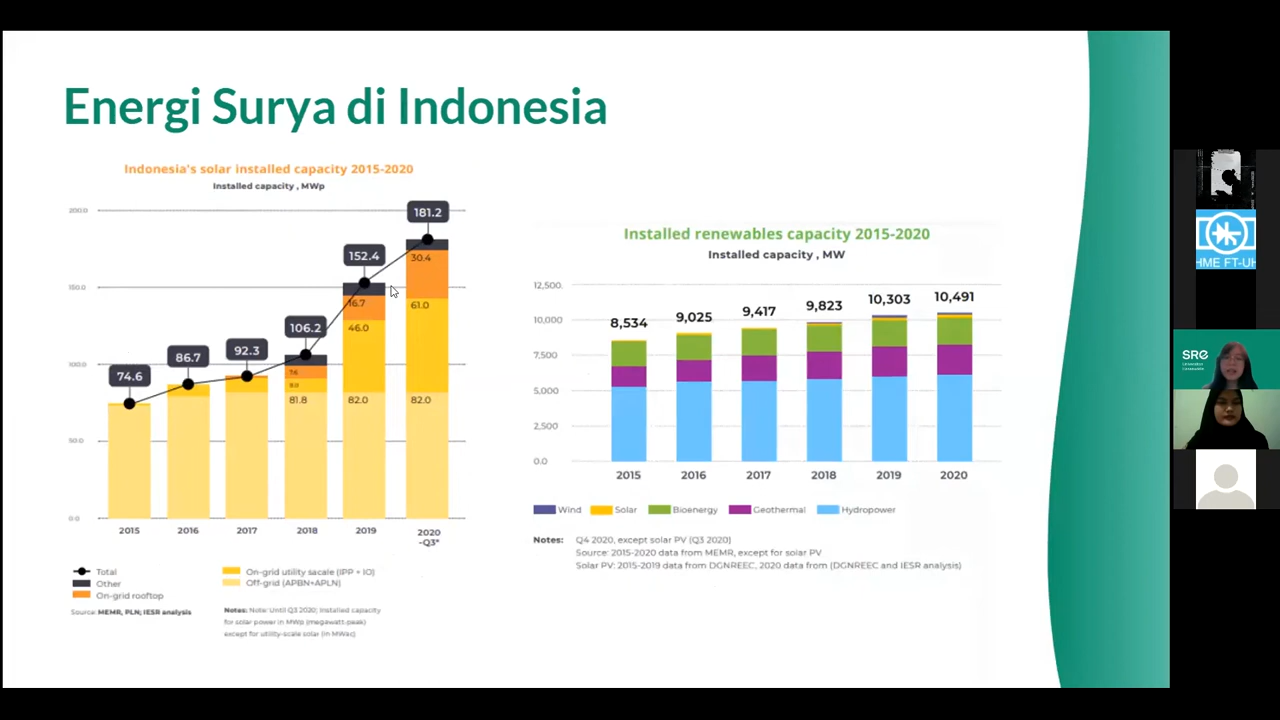 Energi Surya di Indonesia
Indonesia's solar installed capacity 2015-2020
Installed capacity , MWp
200.0
150.0
100.0
50.0
0.0
74.6
86.7
92.3
106.2
152.4
181.2
81.8
16.7
46.0
82.0
30.4
61.0
82.0
2015
2016
2017
2018
2019
2020
-Q3*
Total
Other
On-grid rooftop
On-grid utility sacale (IPP + IO)
Off-grid (APBN+APLN)
Source: MEMR, PLN; IESR analysis
Notes: Note: Until Q3 2020; Installed capacity
for solar power in MWp (megawatt-peak)
except for utility-scale solar (in MWac)
Installed renewables capacity 2015-2020
Installed capacity , MW
12,500.
10,000
7,500
5,000
2,500
0.0
8,534
9,025
9,417
9,823
10,303
10,491
2015
2016
2017
2018
2019
2020
Wind
Solar
Bioenergy
Geothermal
Hydropower
Notes:
Q4 2020, except solar PV (Q3 2020)
Source: 2015-2020 data from MEMR, except for solar PV
Solar PV: 2015-2019 data from DGNREEC, 2020 data from (DGNREEC and IESR analysis)
HME FT-UH
SRE